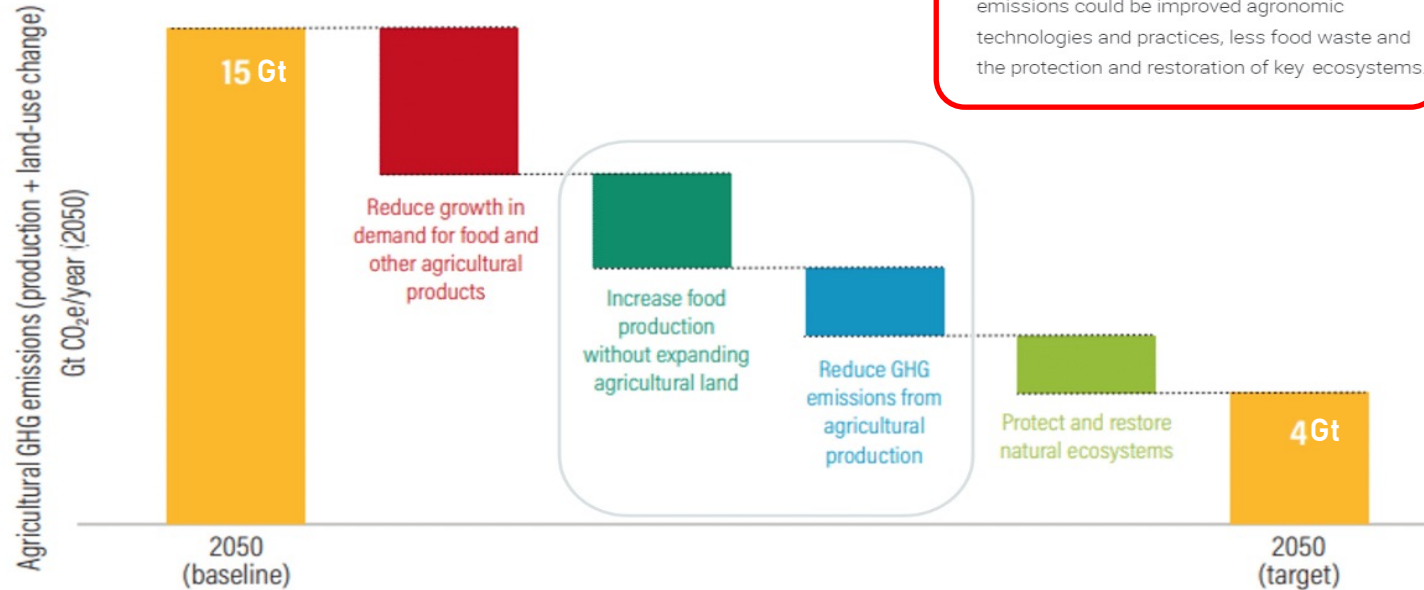 Agricultural GHG emissions (production + land-use change)
Gt CO₂e/year (2050)
emissions could be improved agronomic
technologies and practices, less food waste and
the protection and restoration of key ecosystems.
15 Gt
Reduce growth in
demand for food and
other agricultural
products
Increase food
production
without expanding
agricultural land
Reduce GHG
emissions from
agricultural
production
Protect and restore
natural ecosystems
4Gt
2050
(baseline)
2050
(target)